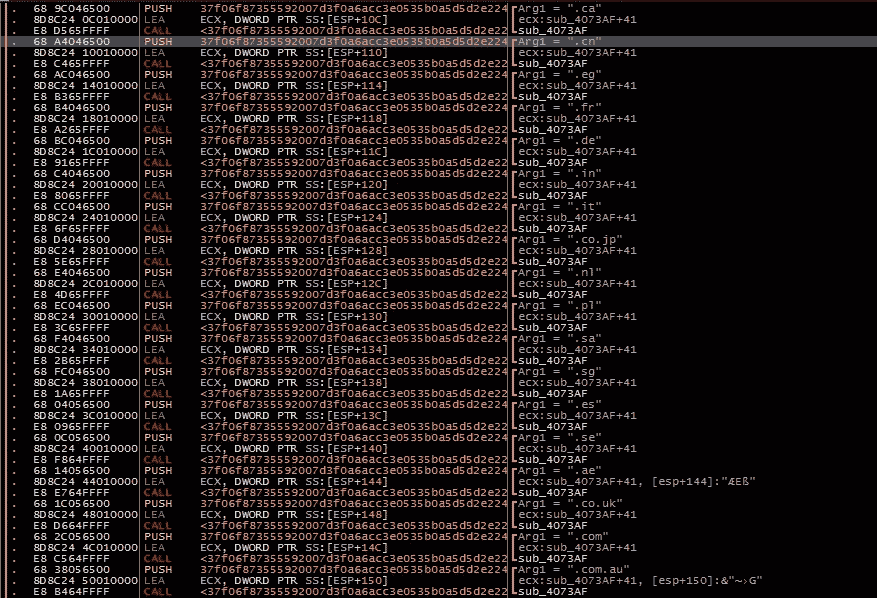 . 68 9C046500 PUSH 37f06f87355592007d3f0a6acc3e0535b0a5d5d2e224 Arg1 = ".ca"
. 8D8C24 0C010000 LEA ECX, DWORD PTR SS:[ESP+10C] ecx:sub_4073AF+41
. E8 D565FFFF CALL <37f06f87355592007d3f0a6acc3e0535b0a5d5d2e22 sub_4073AF
. 68 A4046500 PUSH 37f06f87355592007d3f0a6acc3e0535b0a5d5d2e224 Arg1 = ".cn"
. 8D8C24 10010000 LEA ECX, DWORD PTR SS:[ESP+110] ecx:sub_4073AF+41
. E8 C465FFFF CALL <37f06f87355592007d3f0a6acc3e0535b0a5d5d2e22 sub_4073AF
. 68 AC046500 PUSH 37f06f87355592007d3f0a6acc3e0535b0a5d5d2e224 Arg1 = ".eg"
. 8D8C24 14010000 LEA ECX, DWORD PTR SS:[ESP+114] ecx:sub_4073AF+41
. E8 B365FFFF CALL <37f06f87355592007d3f0a6acc3e0535b0a5d5d2e22 sub_4073AF
. 68 B4046500 PUSH 37f06f87355592007d3f0a6acc3e0535b0a5d5d2e224 Arg1 = ".fr"
. 8D8C24 18010000 LEA ECX, DWORD PTR SS:[ESP+118] ecx:sub_4073AF+41
. E8 A265FFFF CALL <37f06f87355592007d3f0a6acc3e0535b0a5d5d2e22 sub_4073AF
. 68 BC046500 PUSH 37f06f87355592007d3f0a6acc3e0535b0a5d5d2e224 Arg1 = ".de"
. 8D8C24 1C010000 LEA ECX, DWORD PTR SS:[ESP+11C] ecx:sub_4073AF+41
. E8 9165FFFF CALL <37f06f87355592007d3f0a6acc3e0535b0a5d5d2e22 sub_4073AF
. 68 C4046500 PUSH 37f06f87355592007d3f0a6acc3e0535b0a5d5d2e224 Arg1 = ".in"
. 8D8C24 20010000 LEA ECX, DWORD PTR SS:[ESP+120] ecx:sub_4073AF+41
. E8 8065FFFF CALL <37f06f87355592007d3f0a6acc3e0535b0a5d5d2e22 sub_4073AF
. 68 CC046500 PUSH 37f06f87355592007d3f0a6acc3e0535b0a5d5d2e224 Arg1 = ".it"
. 8D8C24 24010000 LEA ECX, DWORD PTR SS:[ESP+124] ecx:sub_4073AF+41
. E8 6F65FFFF CALL <37f06f87355592007d3f0a6acc3e0535b0a5d5d2e22 sub_4073AF
. 68 D4046500 PUSH 37f06f87355592007d3f0a6acc3e0535b0a5d5d2e224 Arg1 = ".co.jp"
. 8D8C24 28010000 LEA ECX, DWORD PTR SS:[ESP+128] ecx:sub_4073AF+41
. E8 5E65FFFF CALL <37f06f87355592007d3f0a6acc3e0535b0a5d5d2e22 sub_4073AF
. 68 E4046500 PUSH 37f06f87355592007d3f0a6acc3e0535b0a5d5d2e224 Arg1 = ".nl"
. 8D8C24 2C010000 LEA ECX, DWORD PTR SS:[ESP+12C] ecx:sub_4073AF+41
. E8 4D65FFFF CALL <37f06f87355592007d3f0a6acc3e0535b0a5d5d2e22 sub_4073AF
. 68 EC046500 PUSH 37f06f87355592007d3f0a6acc3e0535b0a5d5d2e224 Arg1 = ".pl"
. 8D8C24 30010000 LEA ECX, DWORD PTR SS:[ESP+130] ecx:sub_4073AF+41
. E8 3C65FFFF CALL <37f06f87355592007d3f0a6acc3e0535b0a5d5d2e22 sub_4073AF
. 68 F4046500 PUSH 37f06f87355592007d3f0a6acc3e0535b0a5d5d2e224 Arg1 = ".sa"
. 8D8C24 34010000 LEA ECX, DWORD PTR SS:[ESP+134] ecx:sub_4073AF+41
. E8 2B65FFFF CALL <37f06f87355592007d3f0a6acc3e0535b0a5d5d2e22 sub_4073AF
. 68 FC046500 PUSH 37f06f87355592007d3f0a6acc3e0535b0a5d5d2e224 Arg1 = ".sg"
. 8D8C24 38010000 LEA ECX, DWORD PTR SS:[ESP+138] ecx:sub_4073AF+41
. E8 1A65FFFF CALL <37f06f87355592007d3f0a6acc3e0535b0a5d5d2e22 sub_4073AF
. 68 04056500 PUSH 37f06f87355592007d3f0a6acc3e0535b0a5d5d2e224 Arg1 = ".es"
. 8D8C24 3C010000 LEA ECX, DWORD PTR SS:[ESP+13C] ecx:sub_4073AF+41
. E8 0965FFFF CALL <37f06f87355592007d3f0a6acc3e0535b0a5d5d2e22 sub_4073AF
. 68 0C056500 PUSH 37f06f87355592007d3f0a6acc3e0535b0a5d5d2e224 Arg1 = ".se"
. 8D8C24 40010000 LEA ECX, DWORD PTR SS:[ESP+140] ecx:sub_4073AF+41
. E8 F864FFFF CALL <37f06f87355592007d3f0a6acc3e0535b0a5d5d2e22 sub_4073AF
. 68 14056500 PUSH 37f06f87355592007d3f0a6acc3e0535b0a5d5d2e224 Arg1 = ".ae"
. 8D8C24 44010000 LEA ECX, DWORD PTR SS:[ESP+144] ecx:sub_4073AF+41, [esp+144]:"ÆEß"
. E8 E764FFFF CALL <37f06f87355592007d3f0a6acc3e0535b0a5d5d2e22 sub_4073AF
. 68 1C056500 PUSH 37f06f87355592007d3f0a6acc3e0535b0a5d5d2e224 Arg1 = ".co.uk"
. 8D8C24 48010000 LEA ECX, DWORD PTR SS:[ESP+148] ecx:sub_4073AF+41
. E8 D664FFFF CALL <37f06f87355592007d3f0a6acc3e0535b0a5d5d2e22 sub_4073AF
. 68 2C056500 PUSH 37f06f87355592007d3f0a6acc3e0535b0a5d5d2e224 Arg1 = ".com"
. 8D8C24 4C010000 LEA ECX, DWORD PTR SS:[ESP+14C] ecx:sub_4073AF+41
. E8 C564FFFF CALL <37f06f87355592007d3f0a6acc3e0535b0a5d5d2e22 sub_4073AF
. 68 38056500 PUSH 37f06f87355592007d3f0a6acc3e0535b0a5d5d2e224 Arg1 = ".com.au"
. 8D8C24 50010000 LEA ECX, DWORD PTR SS:[ESP+150] ecx:sub_4073AF+41, [esp+150]:&"~›G"
. E8 B464FFFF CALL <37f06f87355592007d3f0a6acc3e0535b0a5d5d2e22 sub_4073AF